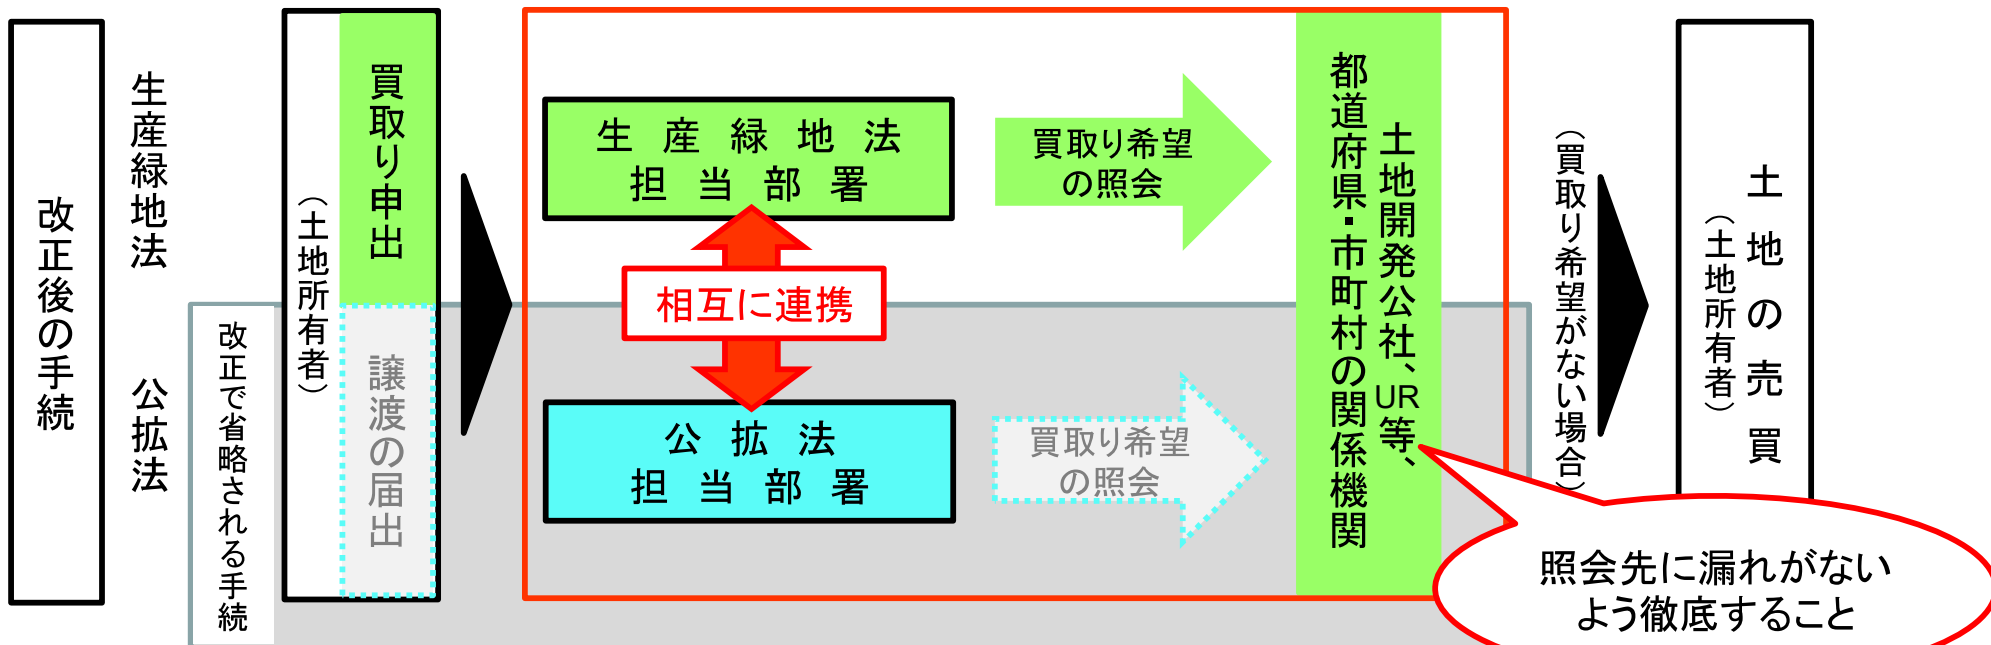 改正後の手続
生産緑地法
公拡法
改正で省略される手続
買取り申出
(土地所有者)
譲渡の届出
生産緑地法
担当部署
相互に連携
公拡法
担当部署
買取り希望
の照会
買取り希望
の照会
土地開発公社、UR等、
都道府県・市町村の関係機関
(買取り希望がない場合)
土地の売買
(土地所有者)
照会先に漏れがない
よう徹底すること